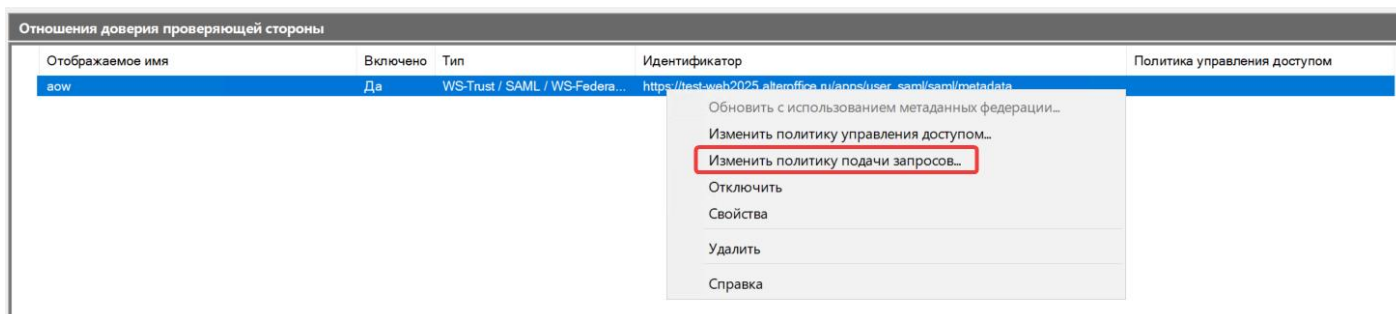 Отношения доверия проверяющей стороны
Отображаемое имя Включено Тип Идентификатор Политика управления доступом
aow Да WS-Trust / SAML / WS-Federa... https://test-web2025.alteroffice.ru/apps/user_saml/saml/metadata
Обновить с использованием метаданных федерации...
Изменить политику управления доступом...
Изменить политику подачи запросов...
Отключить
Свойства
Удалить
Справка